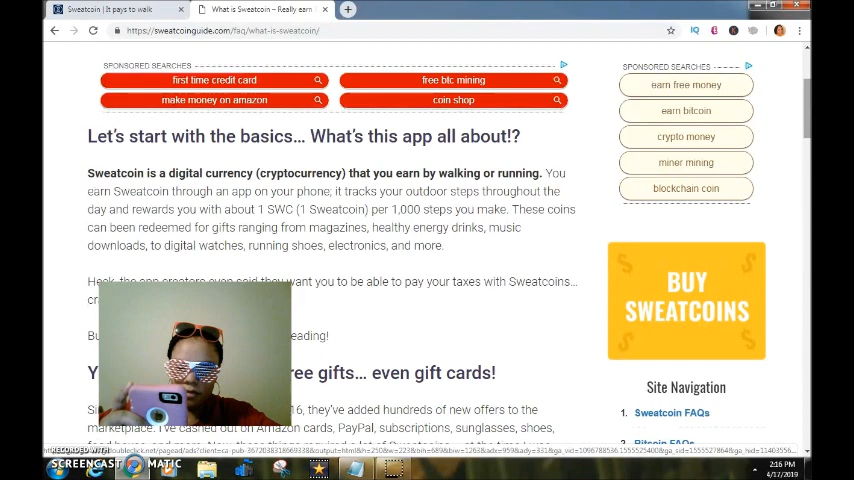 Sweatcoin | It pays to walk
What is Sweatcoin – Really earn
https://sweatcoinguide.com/faq/what-is-sweatcoin/
SPONSORED SEARCHES
first time credit card
free btc mining
make money on amazon
coin shop
SPONSORED SEARCHES
earn free money
earn bitcoin
crypto money
miner mining
blockchain coin
Let's start with the basics… What's this app all about!?
Sweatcoin is a digital currency (cryptocurrency) that you earn by walking or running. You
earn Sweatcoin through an app on your phone; it tracks your outdoor steps throughout the
day and rewards you with about 1 SWC (1 Sweatcoin) per 1,000 steps you make. These coins
can been redeemed for gifts ranging from magazines, healthy energy drinks, music
downloads, to digital watches, running shoes, electronics, and more.
Heck, the app creators even said they want you to be able to pay your taxes with Sweatcoins…
cr
Bu eading!
Y ree gifts… even gift cards!
Si 16, they've added hundreds of new offers to the
marketplace. I've cashed out on Amazon cards, PayPal, subscriptions, sunglasses, shoes,
BUY
SWEATCOINS
Site Navigation
1. Sweatcoin FAQs
2. Bitcoin FAQs
RECORDED WITH
SCREENCAST MATIC
2:16 PM
4/17/2019